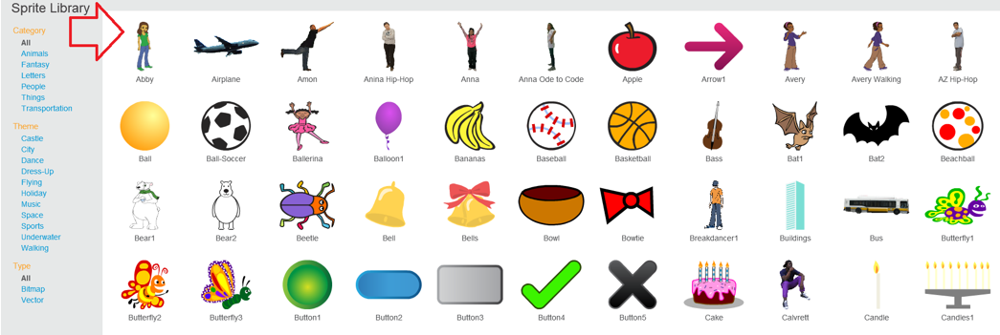 Sprite Library
Category
All
Animals
Fantasy
Letters
People
Things
Transportation
Theme
Castle
City
Dance
Dress-Up
Flying
Holiday
Music
Space
Sports
Underwater
Walking
Type
All
Bitmap
Vector
Abby Airplane Amon Anina Hip-Hop Anna Anna Ode to Code Apple Arrow1 Avery Avery Walking AZ Hip-Hop
Ball Ball-Soccer Ballerina Balloon1 Bananas Baseball Basketball Bass Bat1 Bat2 Beachball
Bear1 Bear2 Beetle Bell Bells Bowl Bowtie Breakdancer1 Buildings Bus Butterfly1
Butterfly2 Butterfly3 Button1 Button2 Button3 Button4 Button5 Cake Calvrett Candle Candles1